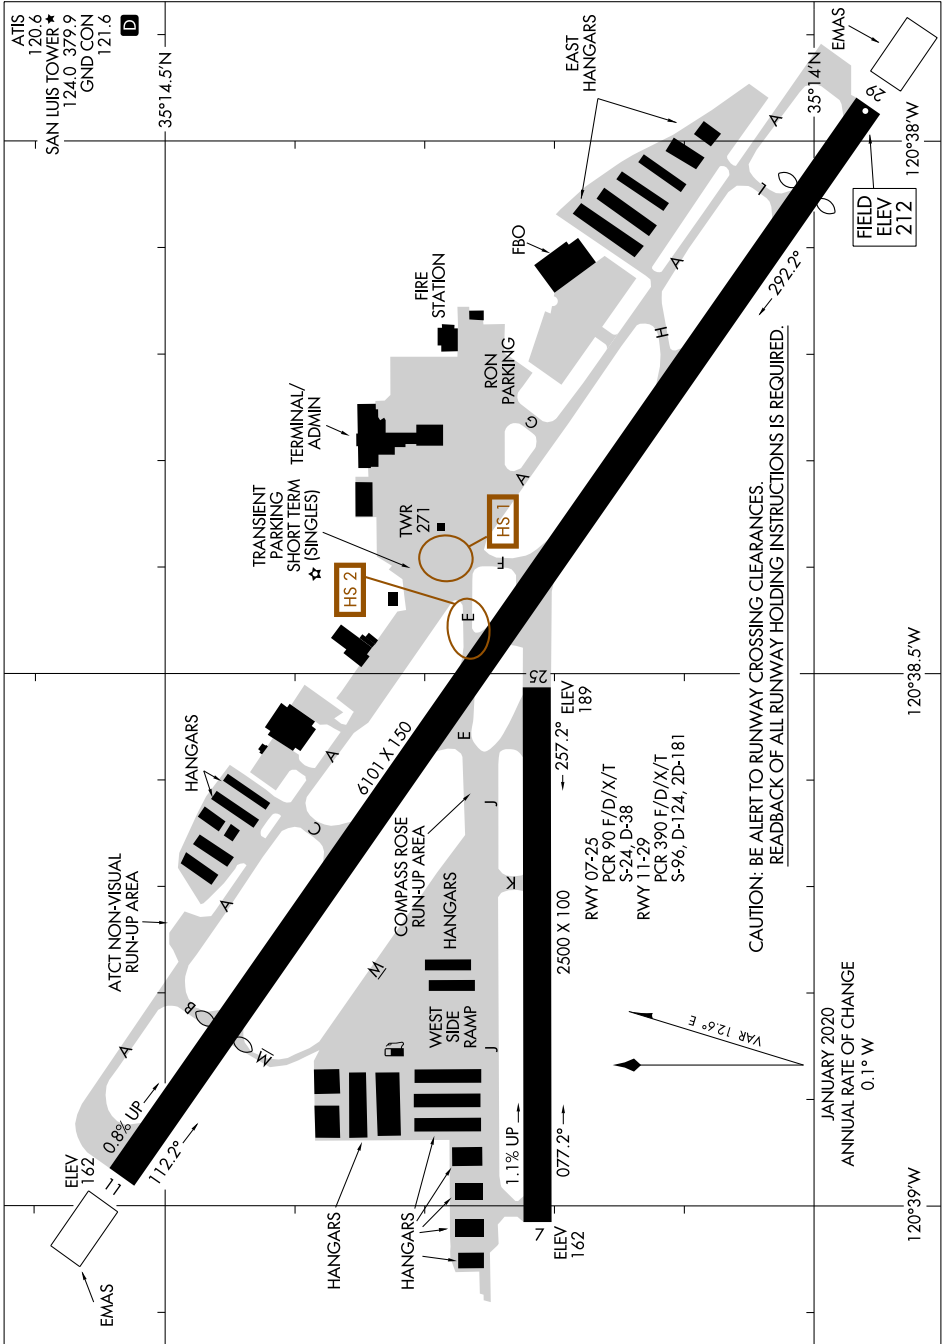 ATIS
120.6
SAN LUIS TOWER ★
124.0 379.9
GND CON
121.6
D
35°14.5'N
35°14'N
EMAS
29
120°38'W
EAST
HANGARS
A
L
FIELD
ELEV
212
FBO
A
292.2°
FIRE
STATION
H
RON
PARKING
TERMINAL/
ADMIN
G
A
TRANSIENT
PARKING
SHORT TERM
(SINGLES)
TWR
271
HS 1
HS 2
F
E
120°38.5'W
25
ELEV
189
HANGARS
A
6101 X 150
E
257.2°
C
J
COMPASS ROSE
RUN-UP AREA
K
RWY 07-25
PCR 90 F/D/X/T
S-24, D-38
RWY 11-29
PCR 390 F/D/X/T
S-96, D-124, 2D-181
CAUTION: BE ALERT TO RUNWAY CROSSING CLEARANCES.
READBACK OF ALL RUNWAY HOLDING INSTRUCTIONS IS REQUIRED.
ATCT NON-VISUAL
RUN-UP AREA
A
HANGARS
M
2500 X 100
B
WEST
SIDE
RAMP
M
J
A
VAR 12.6° E
JANUARY 2020
ANNUAL RATE OF CHANGE
0.1° W
0.8% UP
112.2°
1.1% UP
077.2°
ELEV
162
11
HANGARS
HANGARS
7
ELEV
162
120°39'W
EMAS